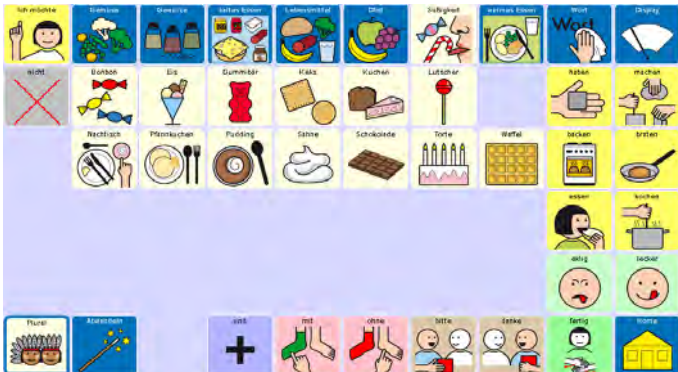 Ich möchte
Gemüse
Gewürze
kaltes Essen
Lebensmittel
Obst
Süßigkeit
warmes Essen
Wort
Wort
Display
nicht
Bonbon
Eis
Gummibär
Keks
Kuchen
Lutscher
haben
machen
Nachtisch
Pfannkuchen
Pudding
Sahne
Schokolade
Torte
Waffel
backen
braten
essen
kochen
eklig
lecker
Plural
und
mit
ohne
bitte
danke
fertig
Home